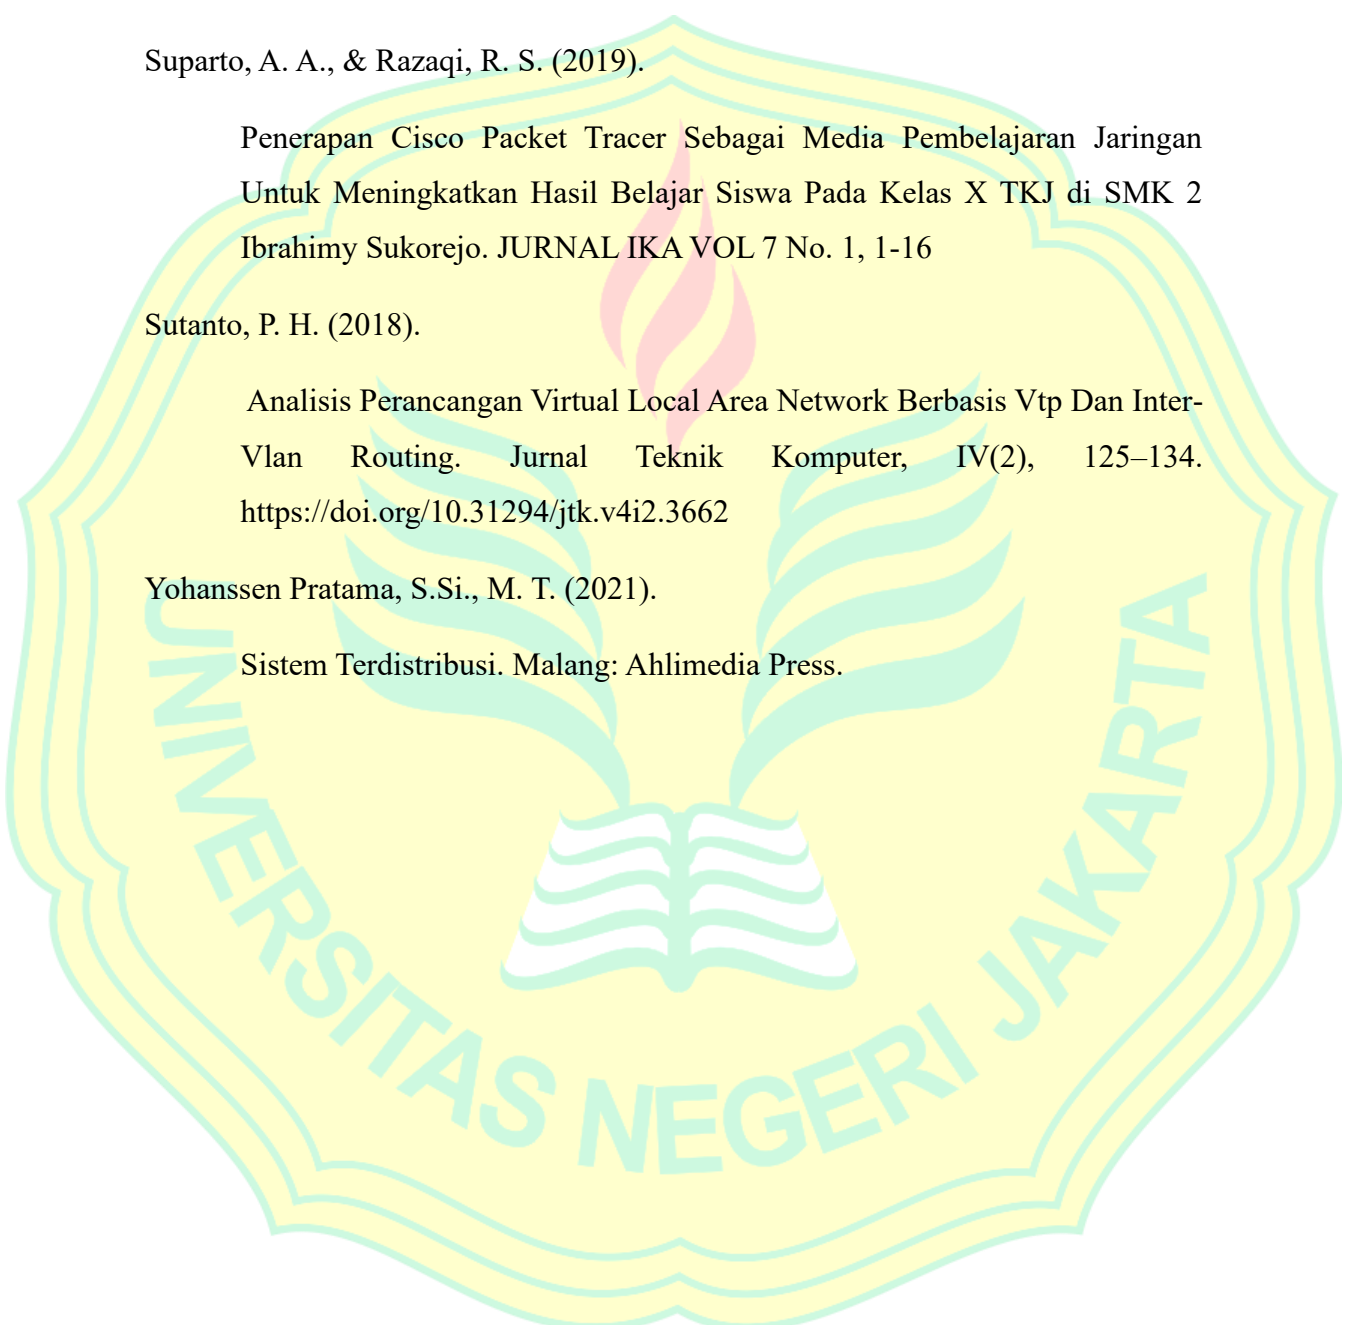 Suparto, A. A., & Razaqi, R. S. (2019).
Penerapan Cisco Packet Tracer Sebagai Media Pembelajaran Jaringan
Untuk Meningkatkan Hasil Belajar Siswa Pada Kelas X TKJ di SMK 2
Ibrahimy Sukorejo. JURNAL IKA VOL 7 No. 1, 1-16
Sutanto, P. H. (2018).
Analisis Perancangan Virtual Local Area Network Berbasis Vtp Dan Inter-
Vlan Routing. Jurnal Teknik Komputer, IV(2), 125–134.
https://doi.org/10.31294/jtk.v4i2.3662
Yohanssen Pratama, S.Si., M. T. (2021).
Sistem Terdistribusi. Malang: Ahlimedia Press.
UNIVERSITAS NEGERI JAKARTA